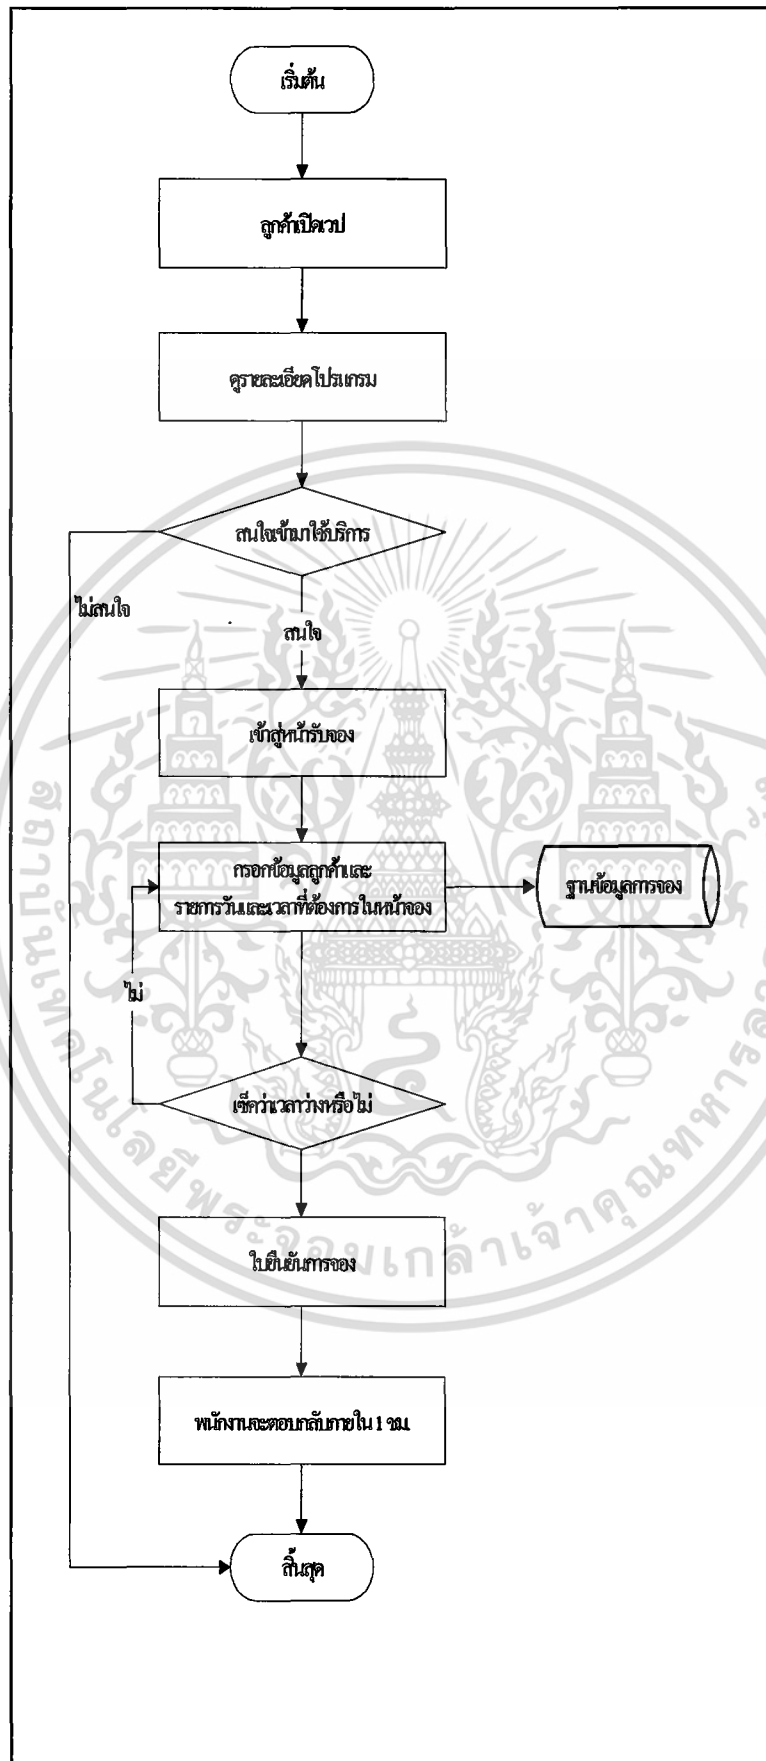 เริ่มต้น
ลูกค้าเปิดเวป
ดูรายละเอียดโปรแกรม
สนใจเข้ามาใช้บริการ
ไม่สนใจ
สนใจ
เข้าสู่หน้ารับจอง
กรอกข้อมูลลูกค้าและ
รายการวันและเวลาที่ต้องการในหน้าจอง
ฐานข้อมูลการจอง
ไม่
เช็คว่าเวลาว่างหรือไม่
ใบยืนยันการจอง
พนักงานจะตอบกลับภายใน 1 ชม.
สิ้นสุด